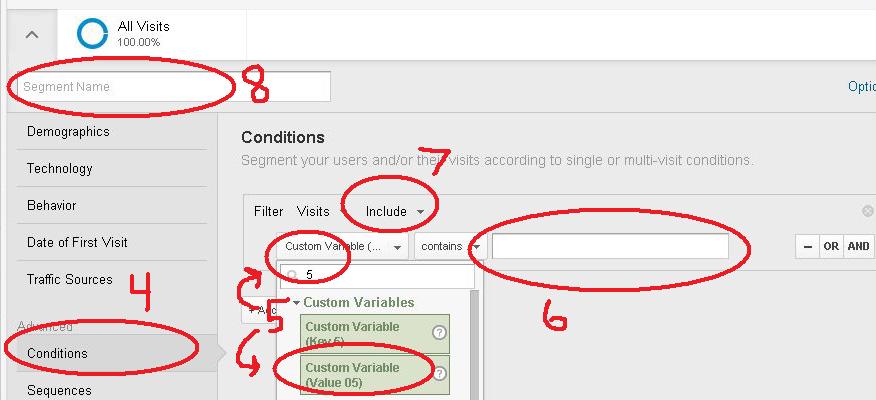 All Visits
100.00%
Segment Name
8
Optio
Demographics
Technology
Behavior
Date of First Visit
Traffic Sources
4
Advanced
Conditions
Sequences
Conditions
Segment your users and/or their visits according to single or multi-visit conditions.
7
Filter Visits Include
Custom Variable (... contains
− OR AND
5
6
5
Custom Variables
Custom Variable
(Key 5)
?
Custom Variable
(Value 05)
?